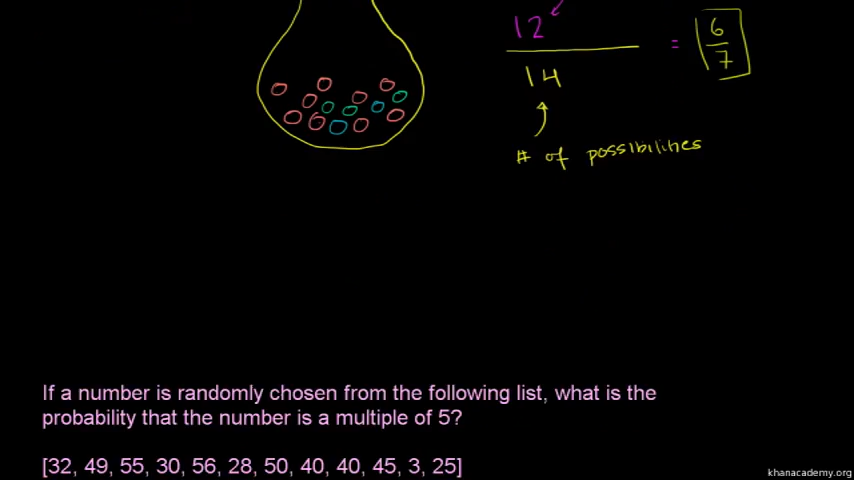 12
14
= 6/7
# of possibilities
If a number is randomly chosen from the following list, what is the
probability that the number is a multiple of 5?
[32, 49, 55, 30, 56, 28, 50, 40, 40, 45, 3, 25]
khanacademy.org